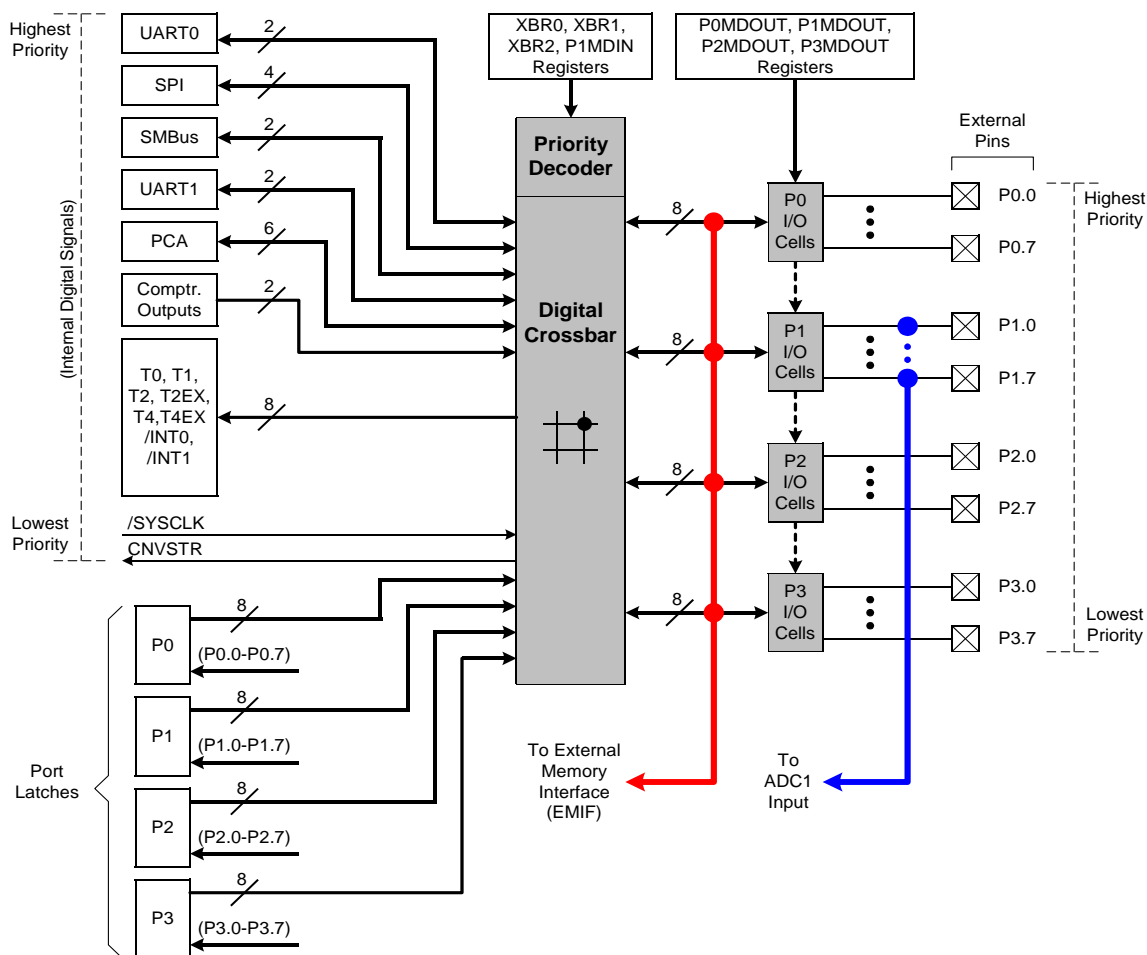 Highest
Priority
(Internal Digital Signals)
Lowest
Priority
UART0
2
SPI
4
SMBus
2
UART1
2
PCA
6
Comptr.
Outputs
2
T0, T1,
T2, T2EX,
T4,T4EX
/INT0,
/INT1
8
/SYSCLK
CNVSTR
Port
Latches
P0
8
(P0.0-P0.7)
P1
8
(P1.0-P1.7)
P2
8
(P2.0-P2.7)
P3
8
(P3.0-P3.7)
XBR0, XBR1,
XBR2, P1MDIN
Registers
Priority
Decoder
Digital
Crossbar
P0MDOUT, P1MDOUT,
P2MDOUT, P3MDOUT
Registers
External
Pins
8
P0
I/O
Cells
P0.0
P0.7
8
P1
I/O
Cells
P1.0
P1.7
8
P2
I/O
Cells
P2.0
P2.7
8
P3
I/O
Cells
P3.0
P3.7
Highest
Priority
Lowest
Priority
To External
Memory
Interface
(EMIF)
To
ADC1
Input